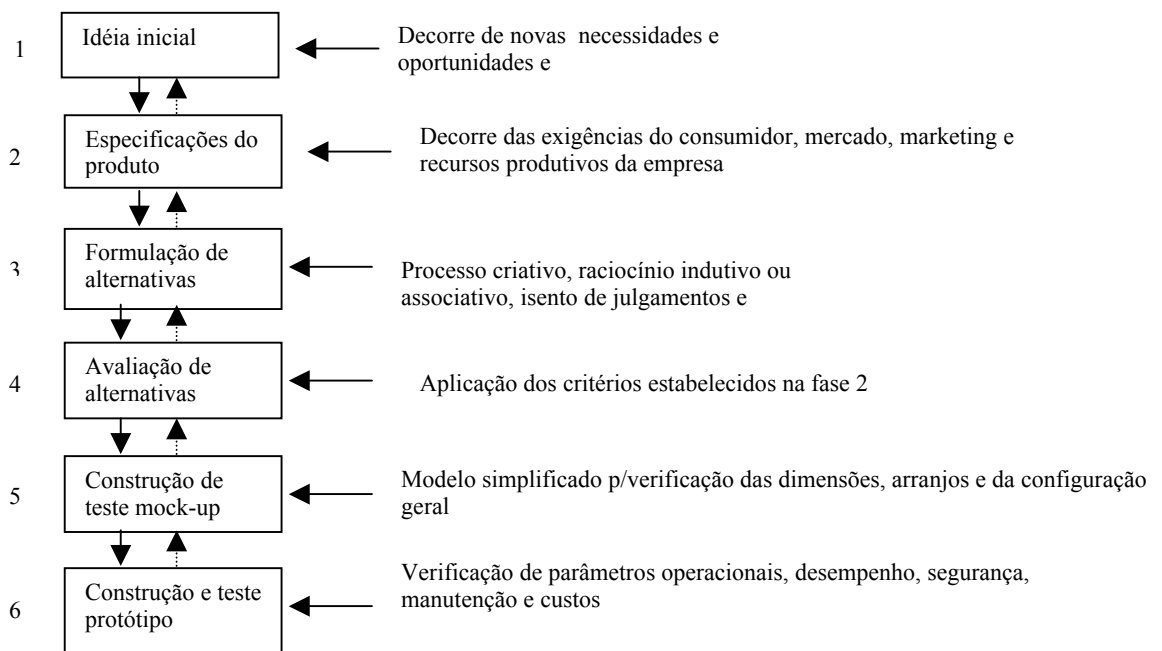 1
Idéia inicial
Decorre de novas necessidades e
oportunidades e
2
Especificações do
produto
Decorre das exigências do consumidor, mercado, marketing e
recursos produtivos da empresa
3
Formulação de
alternativas
Processo criativo, raciocínio indutivo ou
associativo, isento de julgamentos e
4
Avaliação de
alternativas
Aplicação dos critérios estabelecidos na fase 2
5
Construção de
teste mock-up
Modelo simplificado p/verificação das dimensões, arranjos e da configuração
geral
6
Construção e teste
protótipo
Verificação de parâmetros operacionais, desempenho, segurança,
manutenção e custos